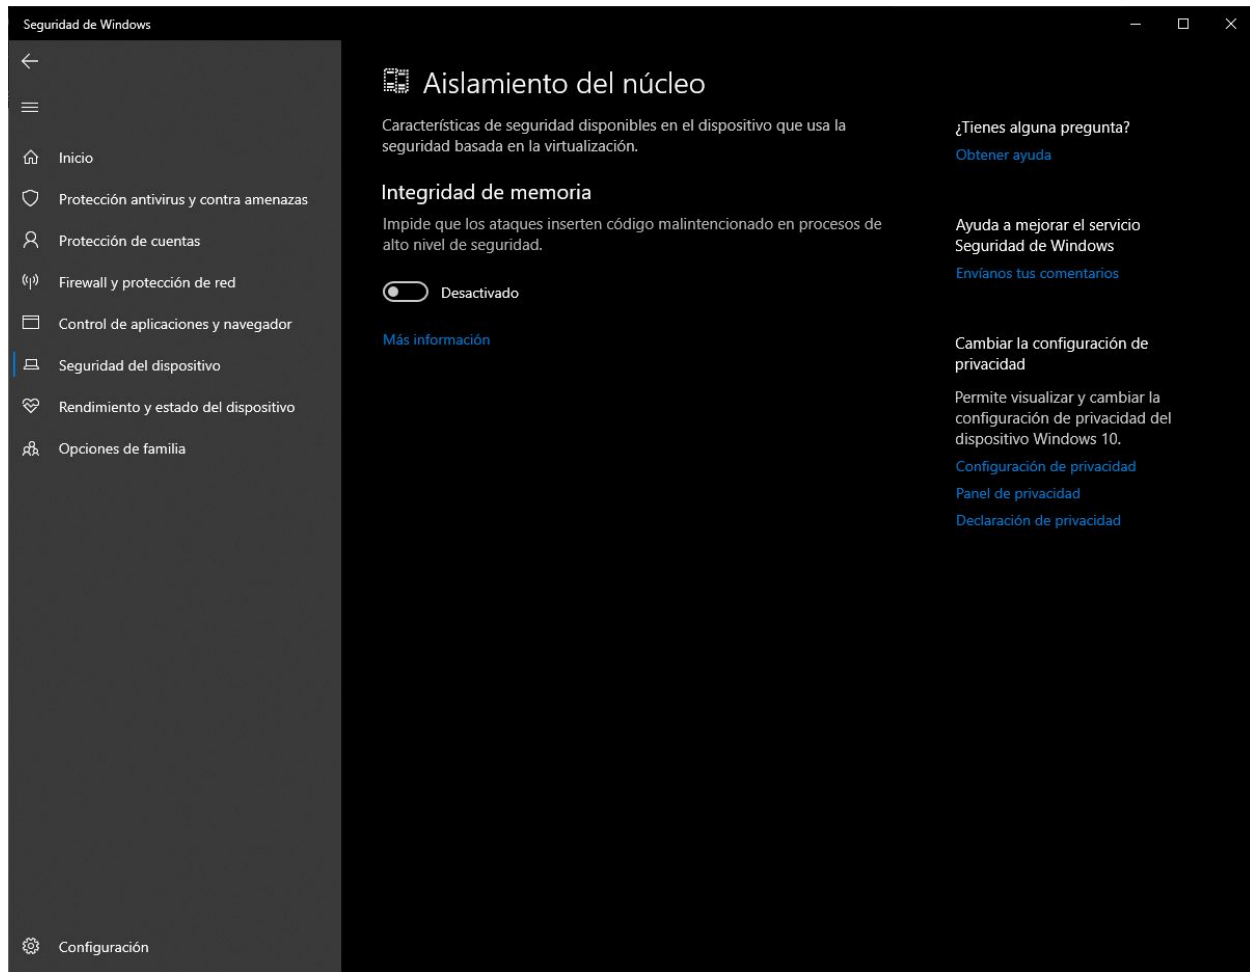 Seguridad de Windows
Inicio
Protección antivirus y contra amenazas
Protección de cuentas
Firewall y protección de red
Control de aplicaciones y navegador
Seguridad del dispositivo
Rendimiento y estado del dispositivo
Opciones de familia
Configuración
Aislamiento del núcleo
Características de seguridad disponibles en el dispositivo que usa la
seguridad basada en la virtualización.
Integridad de memoria
Impide que los ataques inserten código malintencionado en procesos de
alto nivel de seguridad.
Desactivado
Más información
¿Tienes alguna pregunta?
Obtener ayuda
Ayuda a mejorar el servicio
Seguridad de Windows
Envíanos tus comentarios
Cambiar la configuración de
privacidad
Permite visualizar y cambiar la
configuración de privacidad del
dispositivo Windows 10.
Configuración de privacidad
Panel de privacidad
Declaración de privacidad